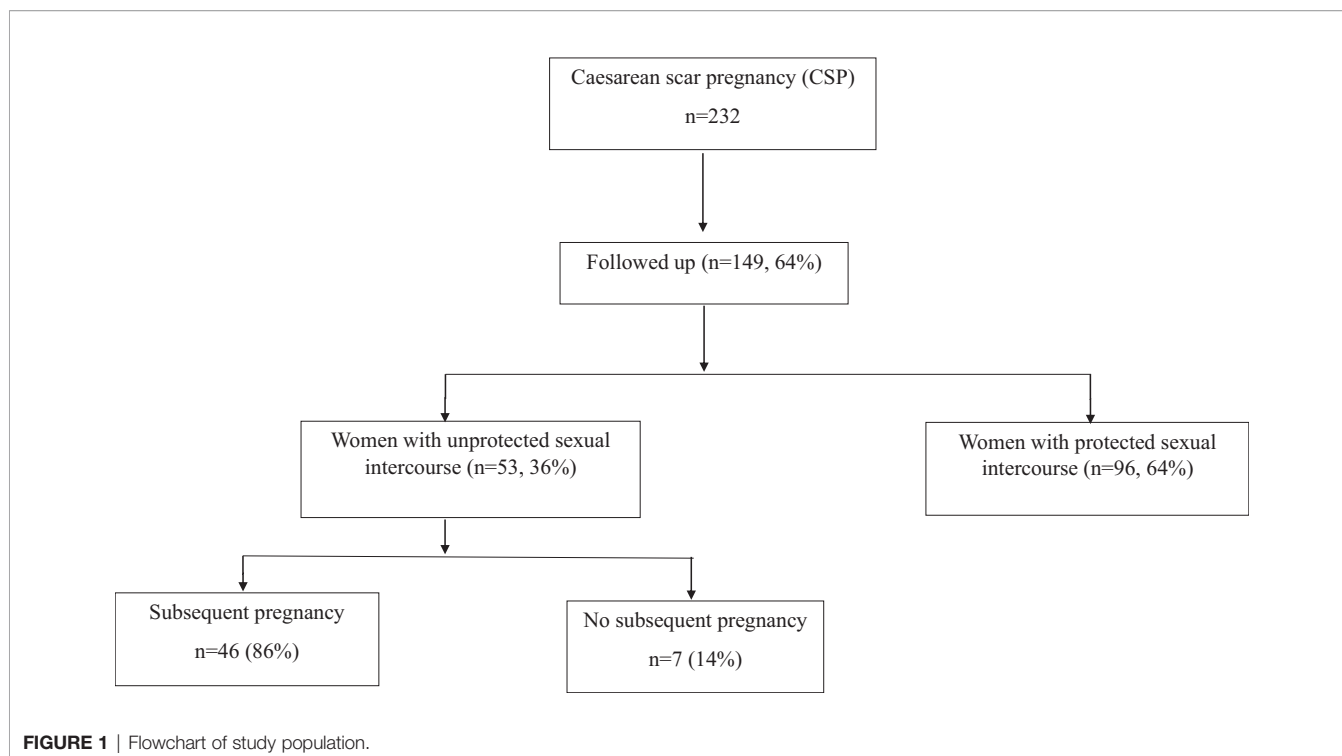 Caesarean scar pregnancy (CSP)
n=232
Followed up (n=149, 64%)
Women with unprotected sexual
intercourse (n=53, 36%)
Women with protected sexual
intercourse (n=96, 64%)
Subsequent pregnancy
n=46 (86%)
No subsequent pregnancy
n=7 (14%)
FIGURE 1 | Flowchart of study population.